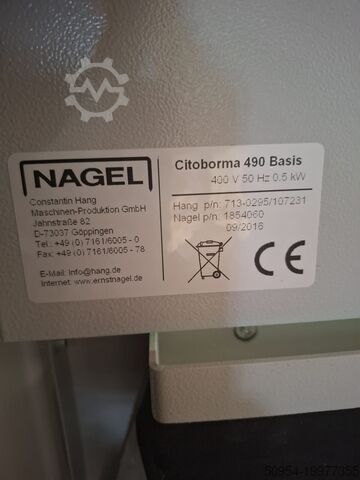 NAGEL
Constantin Hang
Maschinen-Produktion GmbH
Jahnstraße 82
D-73037 Göppingen
Tel.: +49 (0) 7161/6005 - 0
Fax: +49 (0) 7161/6005 - 78
E-Mail: Info@hang.de
Internet: www.ernstnagel.de
Citoborma 490 Basis
400 V 50 Hz 0.5 kW
Hang p/n: 713-0295/107231
Nagel p/n: 1854060
09/2016
CE
50954-19977355